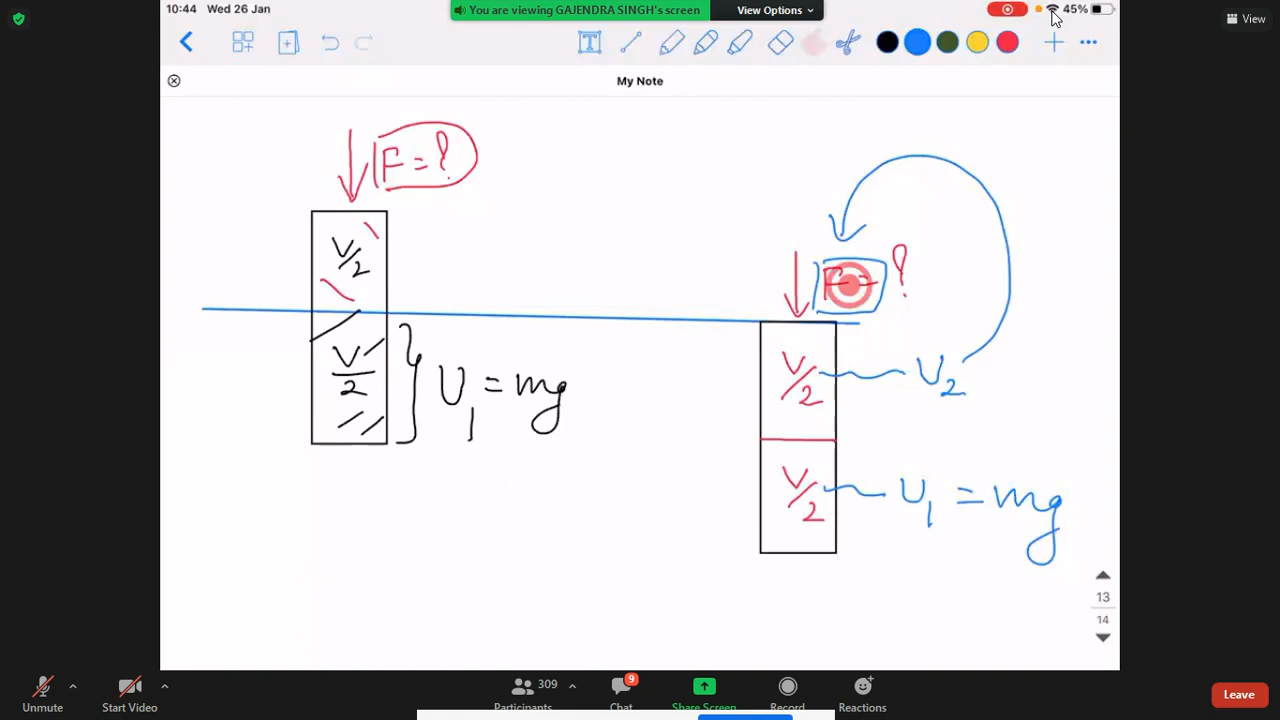 10:44 Wed 26 Jan
You are viewing GAJENDRA SINGH's screen
View Options
45%
View
My Note
F=?
V/2
V/2
U1 = mg
F=?
V/2
U2
V/2
U1 = mg
13
14
Unmute
Start Video
309
Participants
9
Chat
Share Screen
Record
Reactions
Leave